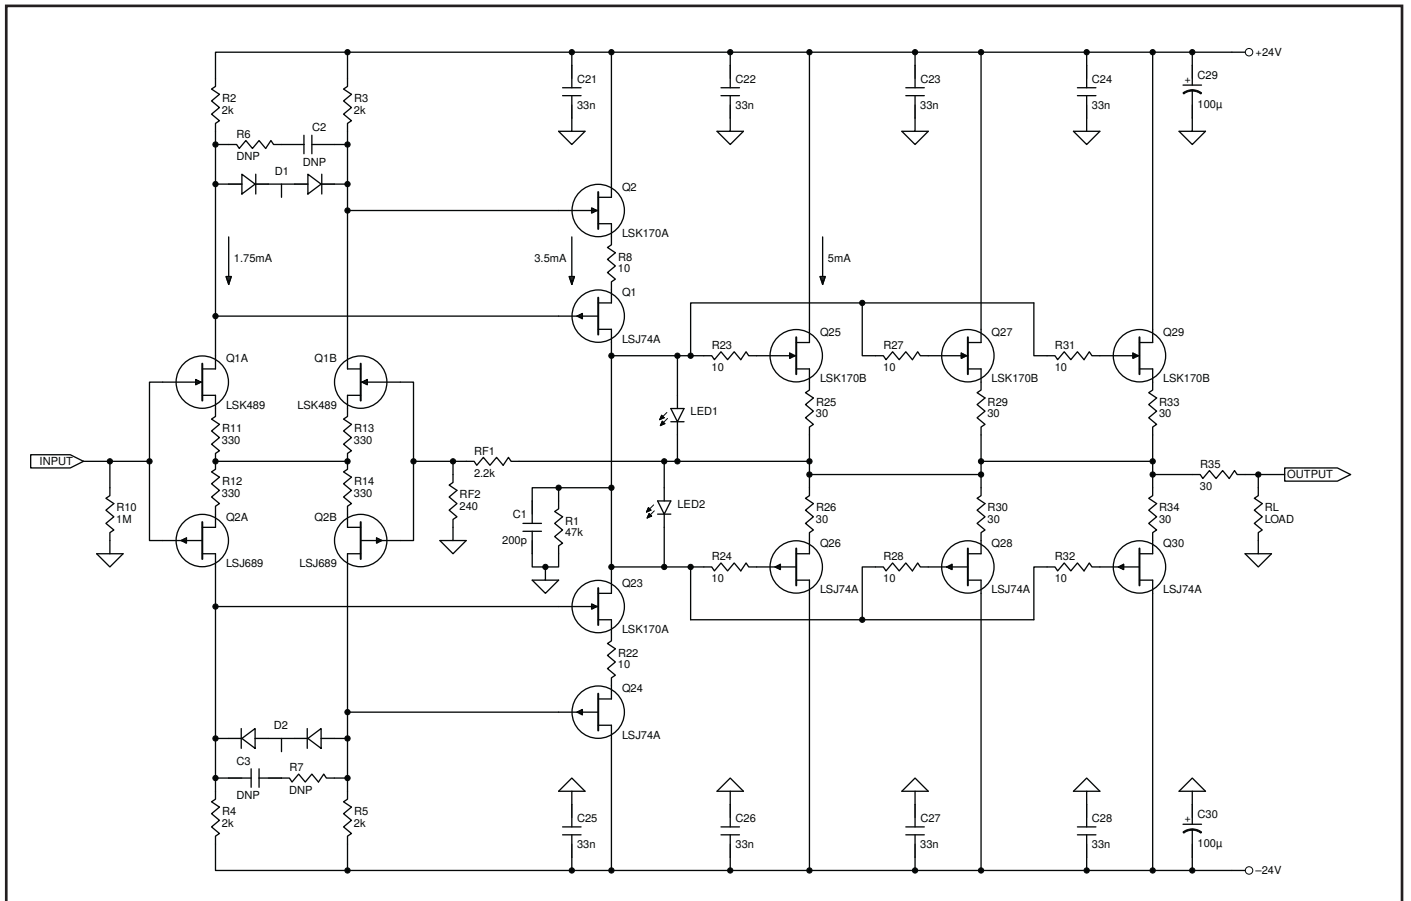 +24V
R2
2k
R3
2k
C21
33n
C22
33n
C23
33n
C24
33n
C29
+
100µ
R6
DNP
C2
DNP
D1
Q2
LSK170A
1.75mA
3.5mA
R8
10
5mA
Q1
LSJ74A
Q1A
LSK489
Q1B
LSK489
R23
10
Q25
LSK170B
R27
10
Q27
LSK170B
R31
10
Q29
LSK170B
R11
330
R13
330
LED1
R25
30
R29
30
R33
30
INPUT
RF1
2.2k
R35
30
OUTPUT
R10
1M
R12
330
R14
330
RF2
240
C1
200p
R1
47k
LED2
R26
30
R30
30
R34
30
RL
LOAD
Q2A
LSJ689
Q2B
LSJ689
R24
10
Q26
LSJ74A
R28
10
Q28
LSJ74A
R32
10
Q30
LSJ74A
Q23
LSK170A
R22
10
Q24
LSJ74A
D2
C3
DNP
R7
DNP
R4
2k
R5
2k
C25
33n
C26
33n
C27
33n
C28
33n
C30
+
100µ
–24V